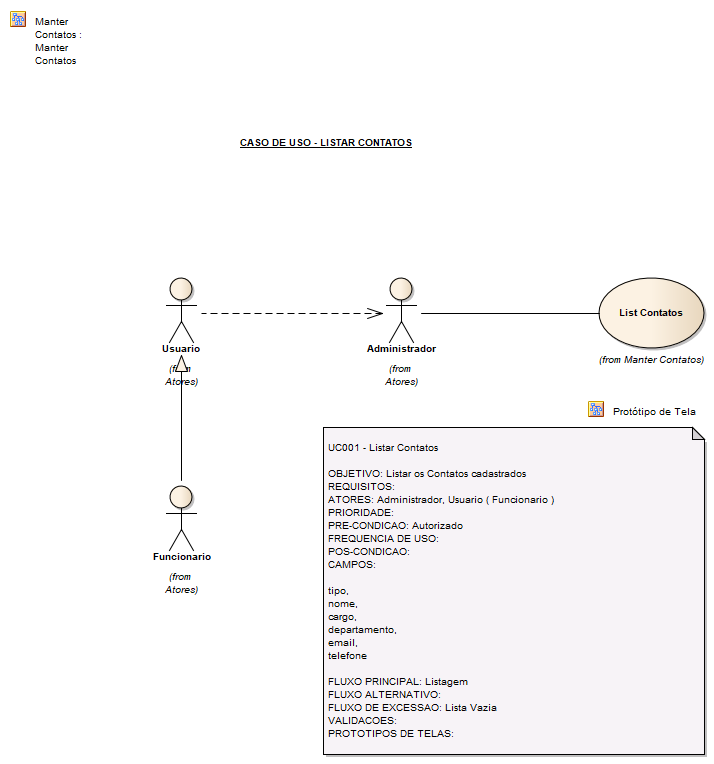 Manter
Contatos :
Manter
Contatos
CASO DE USO - LISTAR CONTATOS
Usuario
(from
Atores)
Administrador
(from
Atores)
List Contatos
(from Manter Contatos)
Protótipo de Tela
Funcionario
(from
Atores)
UC001 - Listar Contatos
OBJETIVO: Listar os Contatos cadastrados
REQUISITOS:
ATORES: Administrador, Usuario ( Funcionario )
PRIORIDADE:
PRE-CONDICAO: Autorizado
FREQUENCIA DE USO:
POS-CONDICAO:
CAMPOS:
tipo,
nome,
cargo,
departamento,
email,
telefone
FLUXO PRINCIPAL: Listagem
FLUXO ALTERNATIVO:
FLUXO DE EXCESSAO: Lista Vazia
VALIDACOES:
PROTOTIPOS DE TELAS: